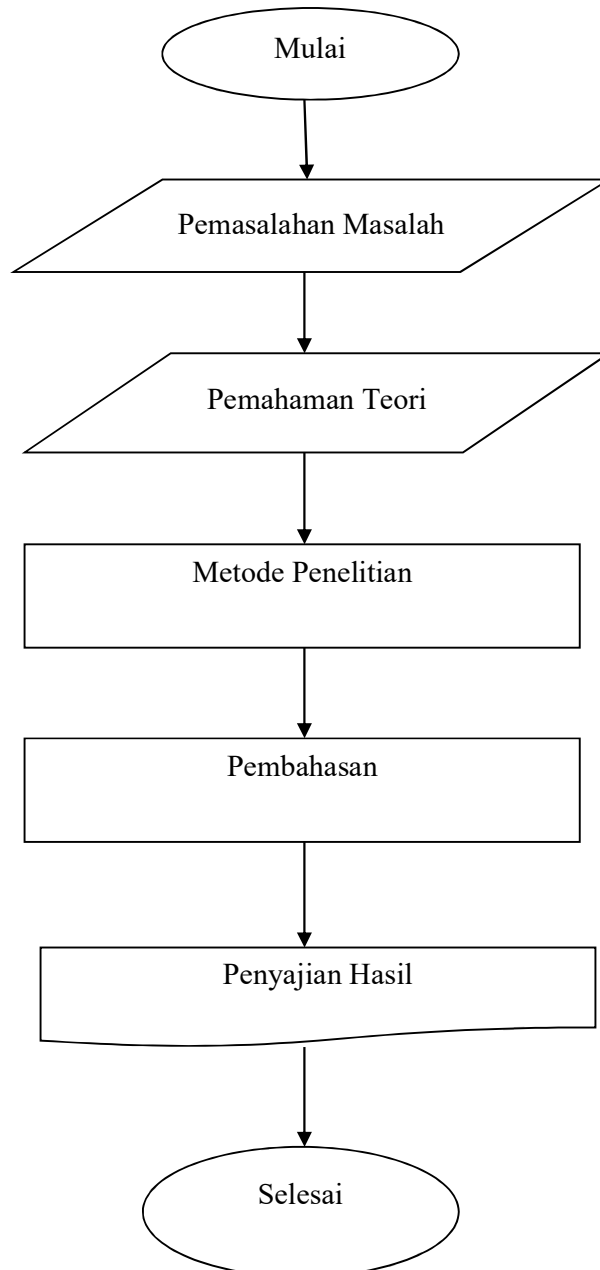 Mulai
Pemasalahan Masalah
Pemahaman Teori
Metode Penelitian
Pembahasan
Penyajian Hasil
Selesai